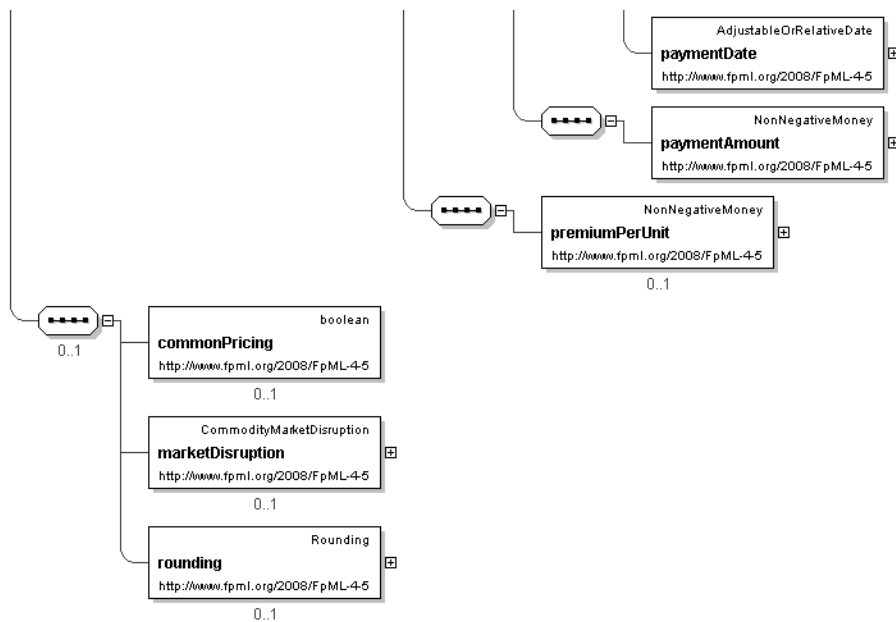 AdjustableOrRelativeDate
paymentDate
http://www.fpml.org/2008/FpML-4-5
NonNegativeMoney
paymentAmount
http://www.fpml.org/2008/FpML-4-5
NonNegativeMoney
premiumPerUnit
http://www.fpml.org/2008/FpML-4-5
0..1
0..1
boolean
commonPricing
http://www.fpml.org/2008/FpML-4-5
0..1
CommodityMarketDisruption
marketDisruption
http://www.fpml.org/2008/FpML-4-5
0..1
Rounding
rounding
http://www.fpml.org/2008/FpML-4-5
0..1